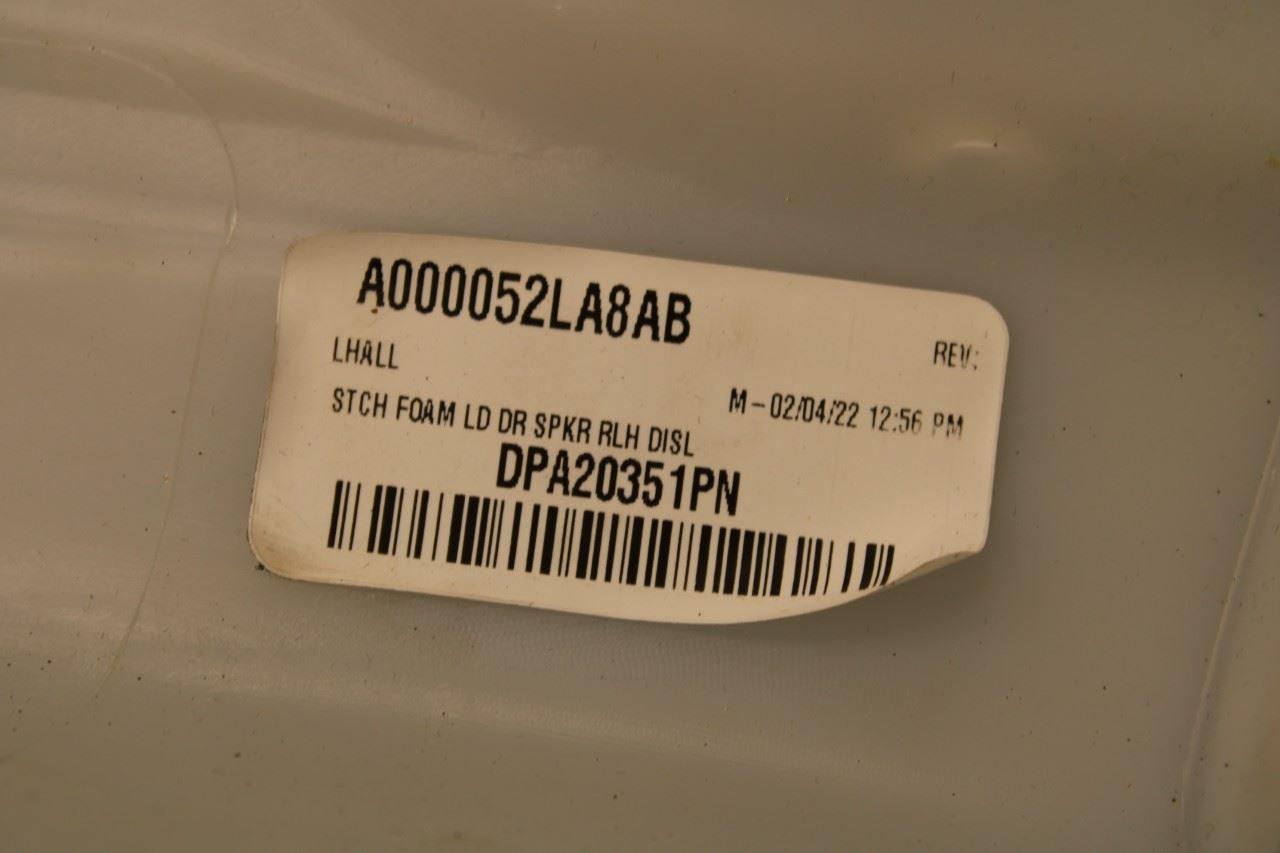 A000052LA8AB
LHALL
REV:
M-02/04/22 12:56 PM
STCH FOAM LD DR SPKR RLH DISL
DPA20351PN